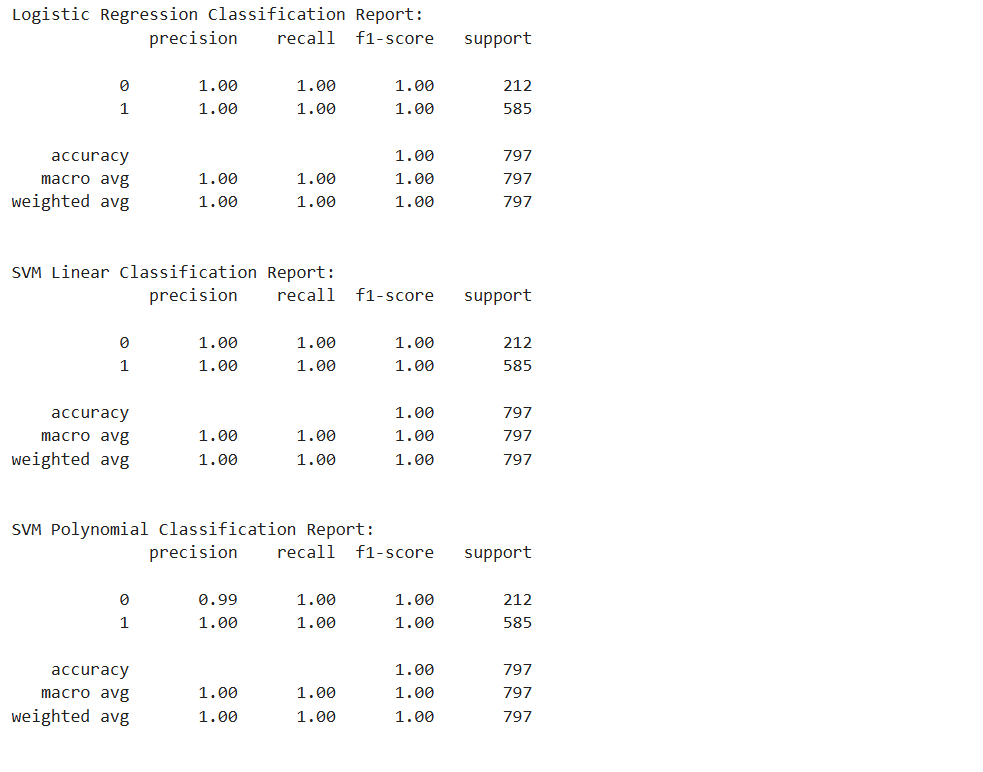 Logistic Regression Classification Report:
              precision    recall  f1-score   support

           0       1.00      1.00      1.00       212
           1       1.00      1.00      1.00       585

    accuracy                           1.00       797
   macro avg       1.00      1.00      1.00       797
weighted avg       1.00      1.00      1.00       797

SVM Linear Classification Report:
              precision    recall  f1-score   support

           0       1.00      1.00      1.00       212
           1       1.00      1.00      1.00       585

    accuracy                           1.00       797
   macro avg       1.00      1.00      1.00       797
weighted avg       1.00      1.00      1.00       797

SVM Polynomial Classification Report:
              precision    recall  f1-score   support

           0       0.99      1.00      1.00       212
           1       1.00      1.00      1.00       585

    accuracy                           1.00       797
   macro avg       1.00      1.00      1.00       797
weighted avg       1.00      1.00      1.00       797